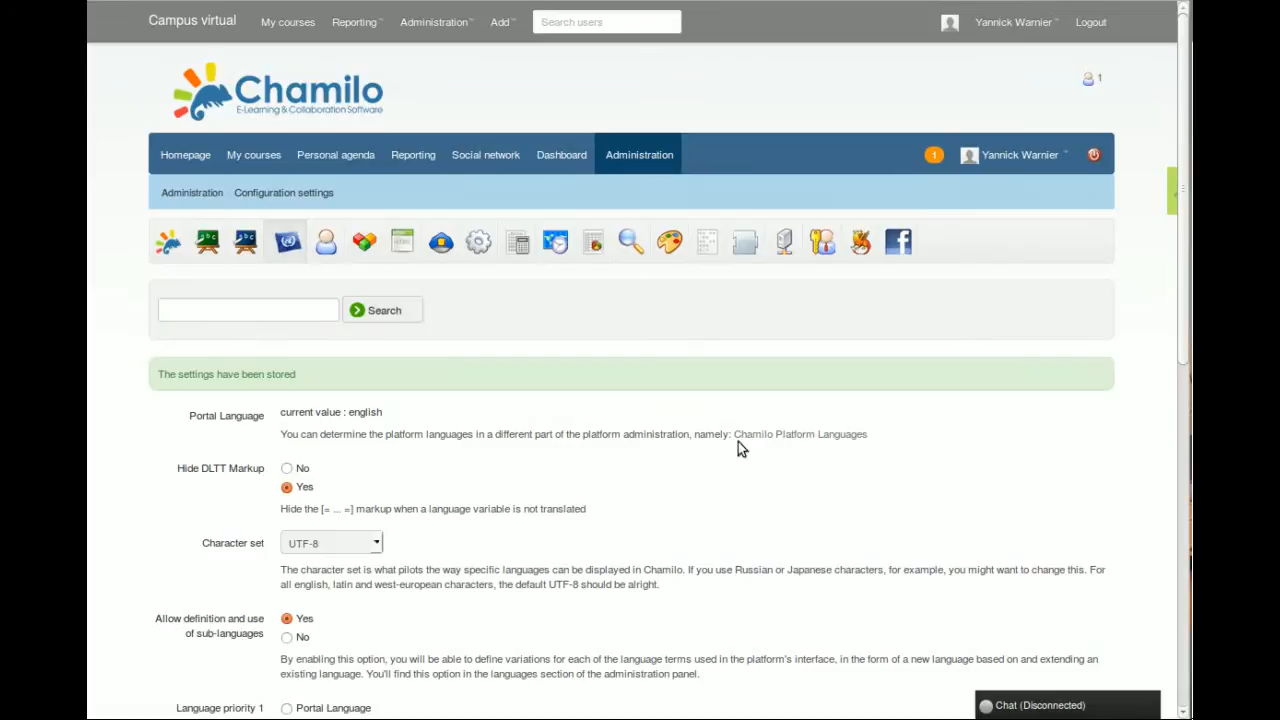 Campus virtual My courses Reporting Administration Add Search users Yannick Warnier Logout
Chamilo
E-Learning & Collaboration Software
1
Homepage My courses Personal agenda Reporting Social network Dashboard Administration 1 Yannick Warnier
Administration Configuration settings
Search
The settings have been stored
Portal Language current value : english
You can determine the platform languages in a different part of the platform administration, namely: Chamilo Platform Languages
Hide DLTT Markup No
Yes
Hide the [= ... =] markup when a language variable is not translated
Character set UTF-8
The character set is what pilots the way specific languages can be displayed in Chamilo. If you use Russian or Japanese characters, for example, you might want to change this. For
all english, latin and west-european characters, the default UTF-8 should be alright.
Allow definition and use Yes
of sub-languages No
By enabling this option, you will be able to define variations for each of the language terms used in the platform's interface, in the form of a new language based on and extending an
existing language. You'll find this option in the languages section of the administration panel.
Language priority 1 Portal Language
Chat (Disconnected)